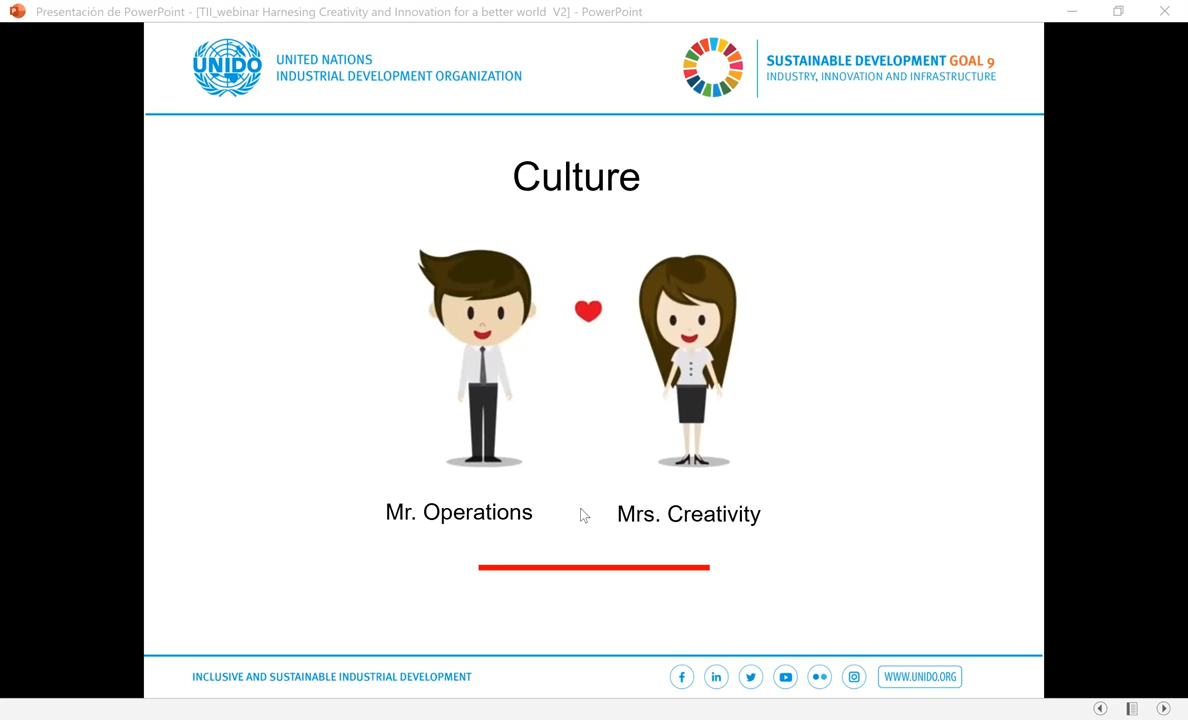 Presentación de PowerPoint - [TII_webinar Harnesing Creativity and Innovation for a better world  V2] - PowerPoint
UNIDO
UNITED NATIONS
INDUSTRIAL DEVELOPMENT ORGANIZATION
SUSTAINABLE DEVELOPMENT GOAL 9
INDUSTRY, INNOVATION AND INFRASTRUCTURE
Culture
Mr. Operations
Mrs. Creativity
INCLUSIVE AND SUSTAINABLE INDUSTRIAL DEVELOPMENT
WWW.UNIDO.ORG